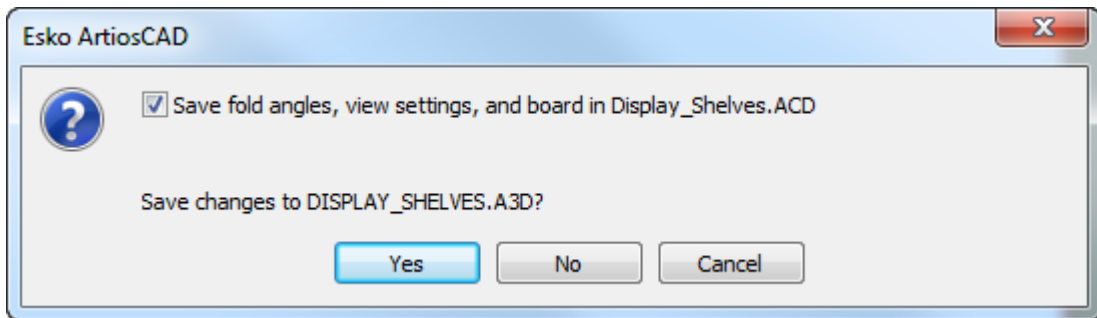 Esko ArtiosCAD
Save fold angles, view settings, and board in Display_Shelves.ACD
Save changes to DISPLAY_SHELVES.A3D?
Yes No Cancel